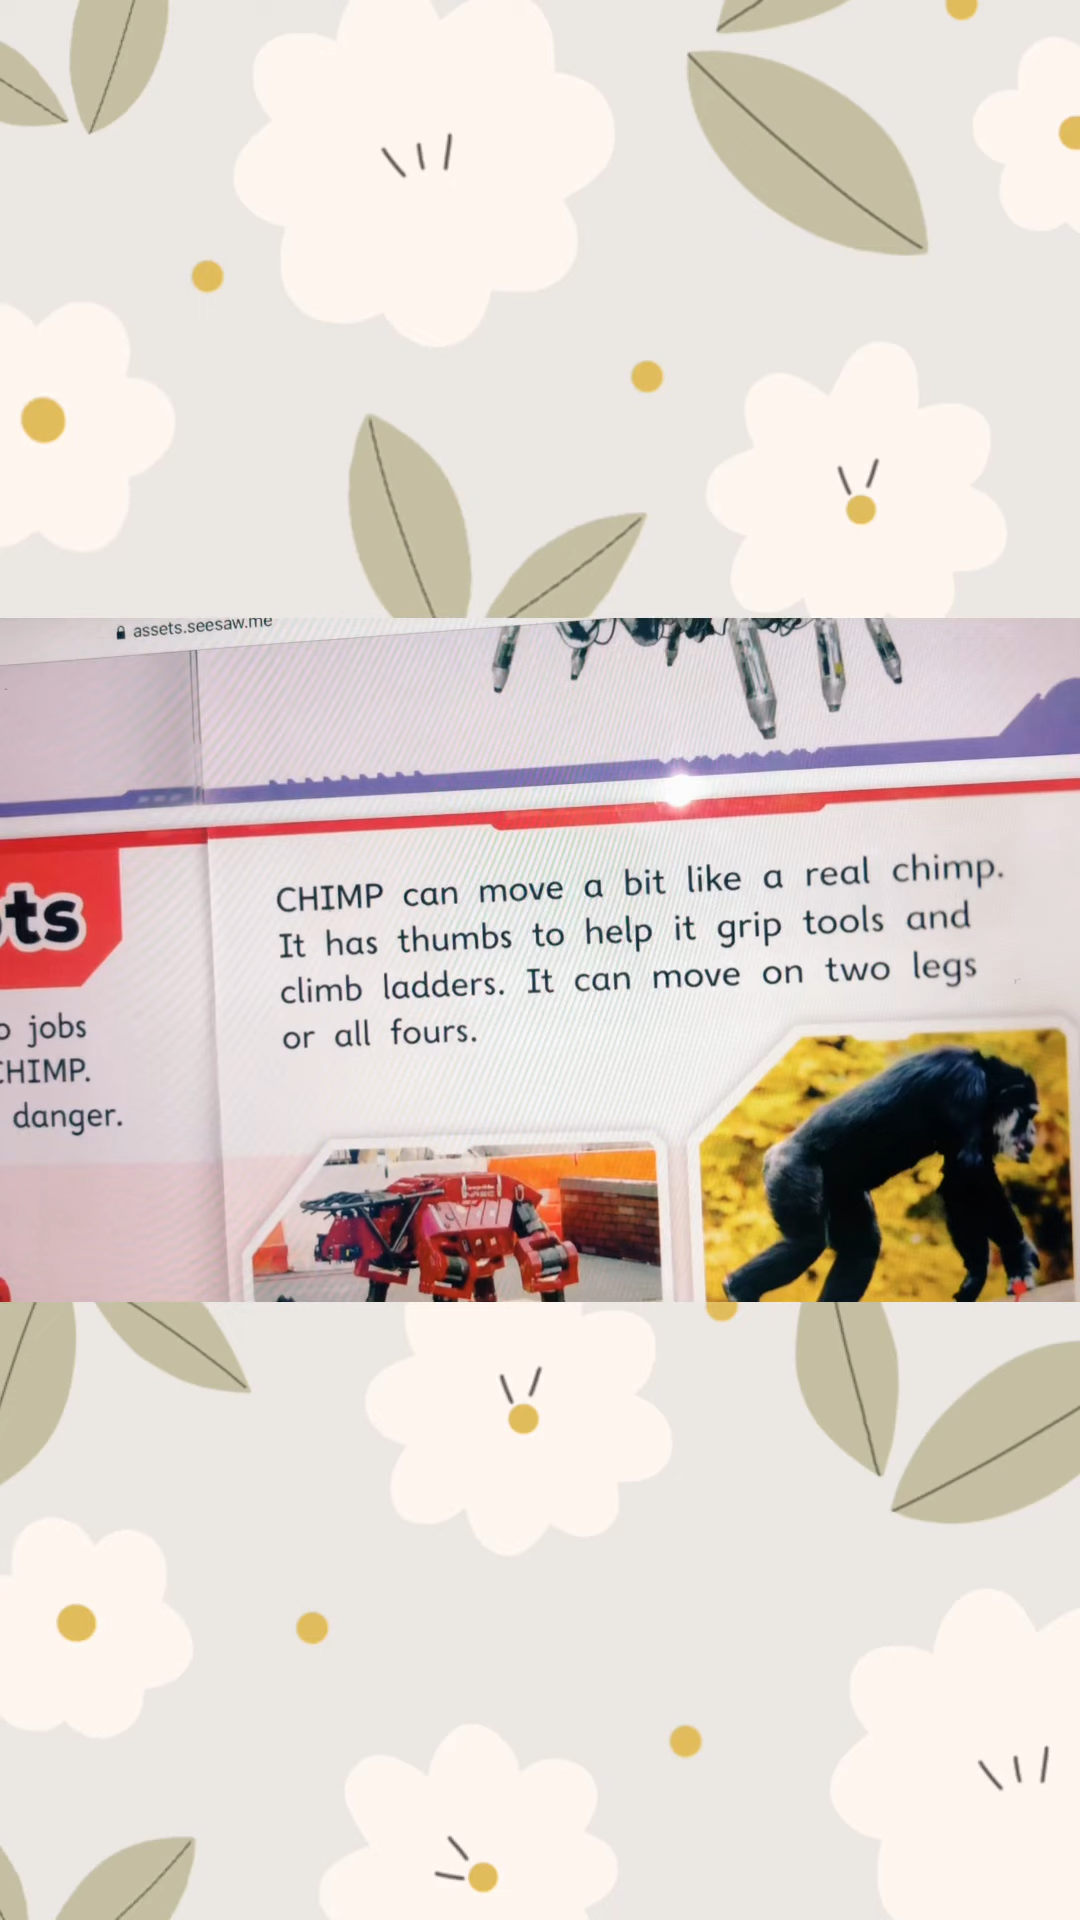 assets.seesaw.me
ts
jobs
CHIMP.
danger.
CHIMP can move a bit like a real chimp.
It has thumbs to help it grip tools and
climb ladders. It can move on two legs
or all fours.